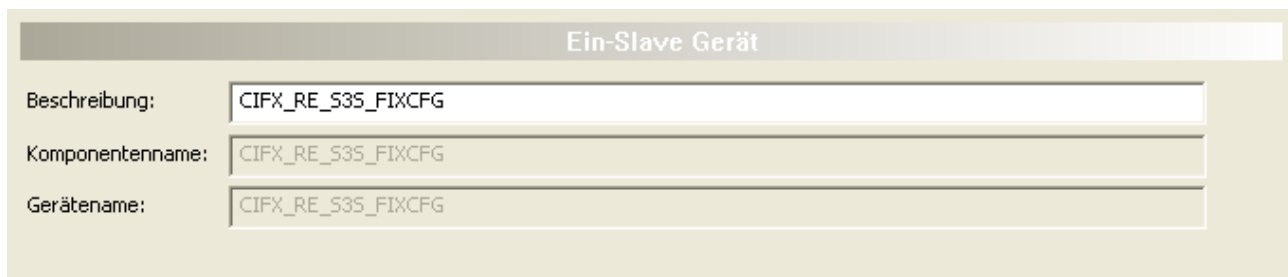 Ein-Slave Gerät
Beschreibung: CIFX_RE_S3S_FIXCFG
Komponentenname: CIFX_RE_S3S_FIXCFG
Gerätename: CIFX_RE_S3S_FIXCFG